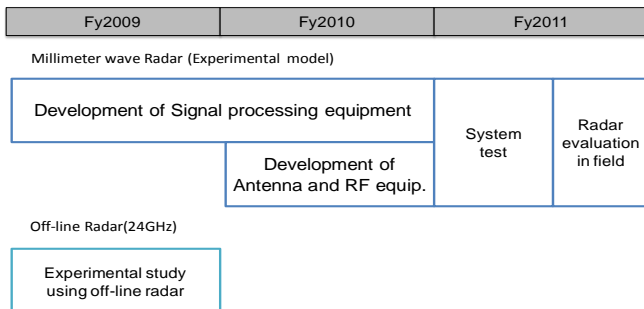 Fy2009 Fy2010 Fy2011
Millimeter wave Radar (Experimental model)
Development of Signal processing equipment
Development of
Antenna and RF equip.
System
test
Radar
evaluation
in field
Off-line Radar(24GHz)
Experimental study
using off-line radar